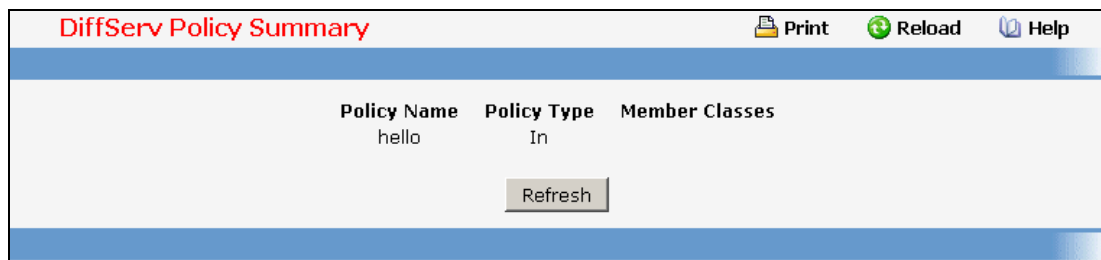 DiffServ Policy Summary Print Reload Help
Policy Name Policy Type Member Classes
hello In
Refresh